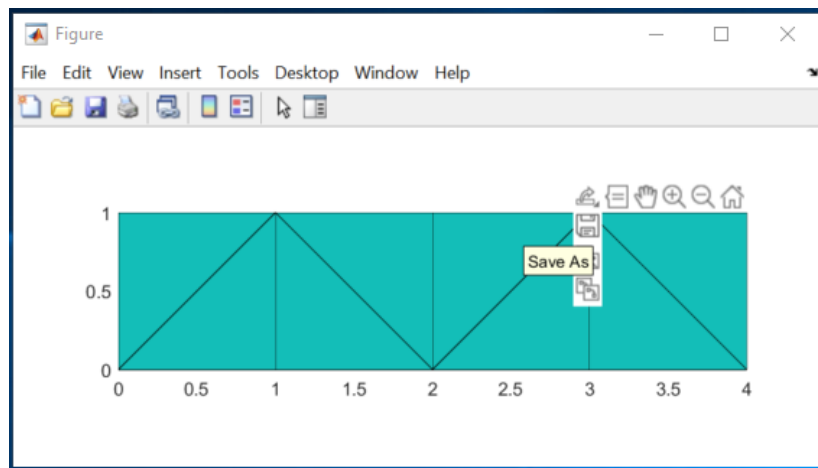 Figure
File Edit View Insert Tools Desktop Window Help
1
Save As
0.5
0
0 0.5 1 1.5 2 2.5 3 3.5 4